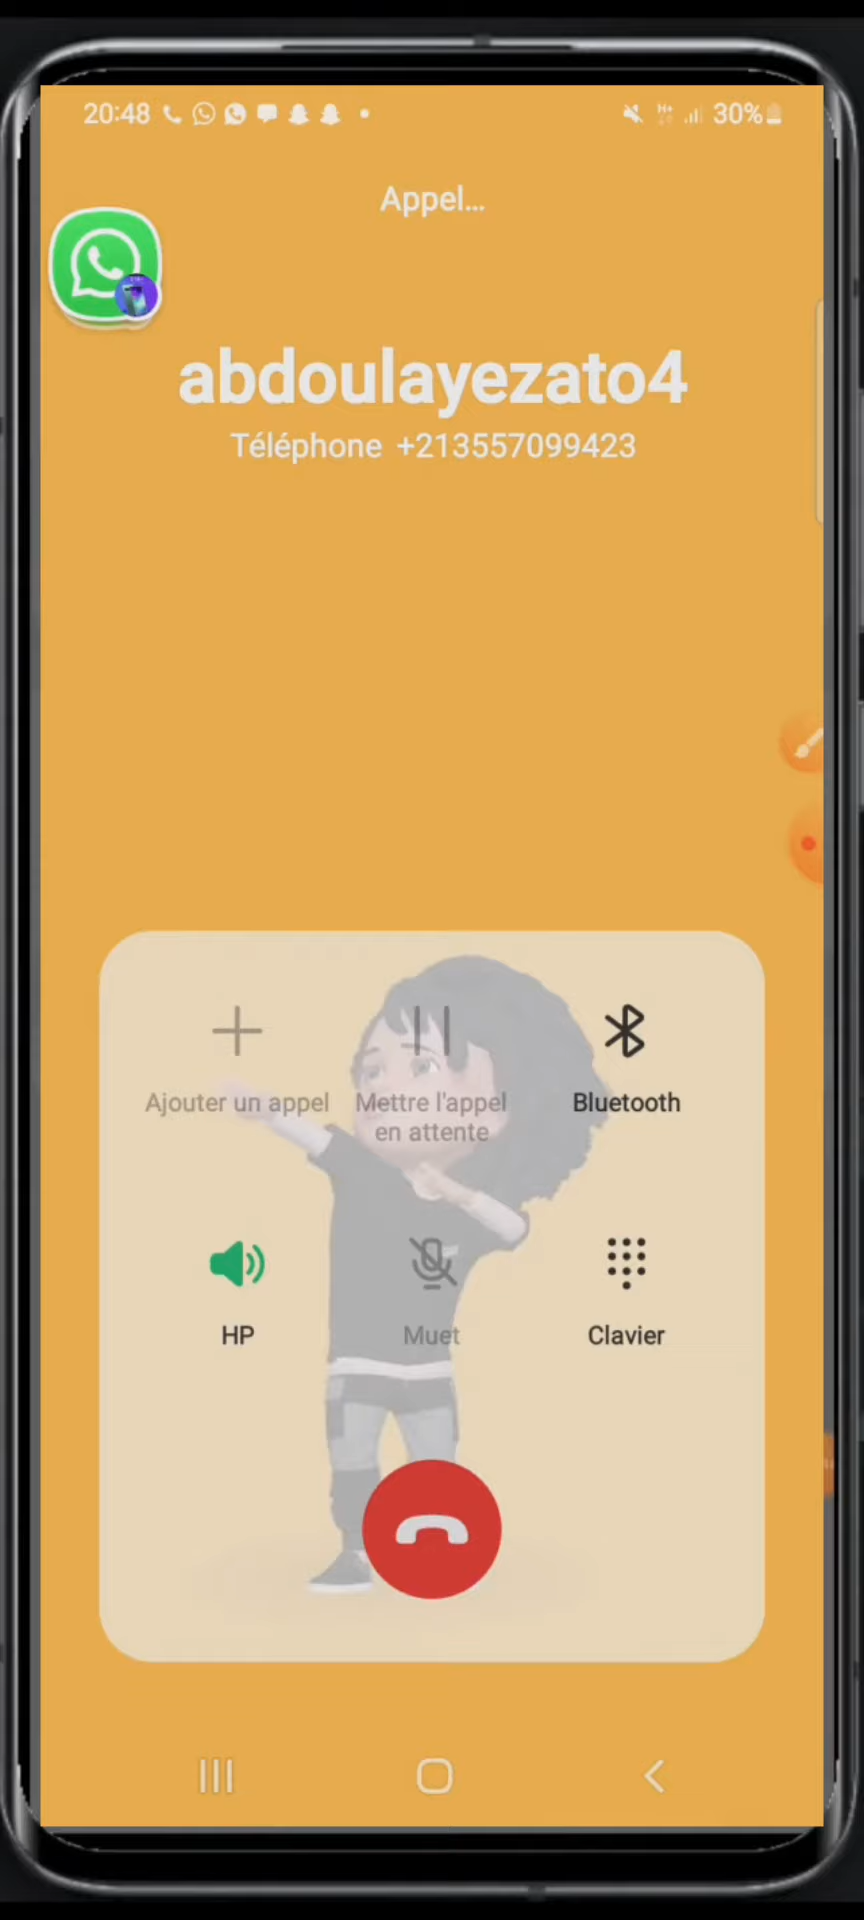 20:48
30%
Appel...
abdoulayezato4
Téléphone +213557099423
Ajouter un appel
Mettre l'appel
en attente
Bluetooth
HP
Muet
Clavier